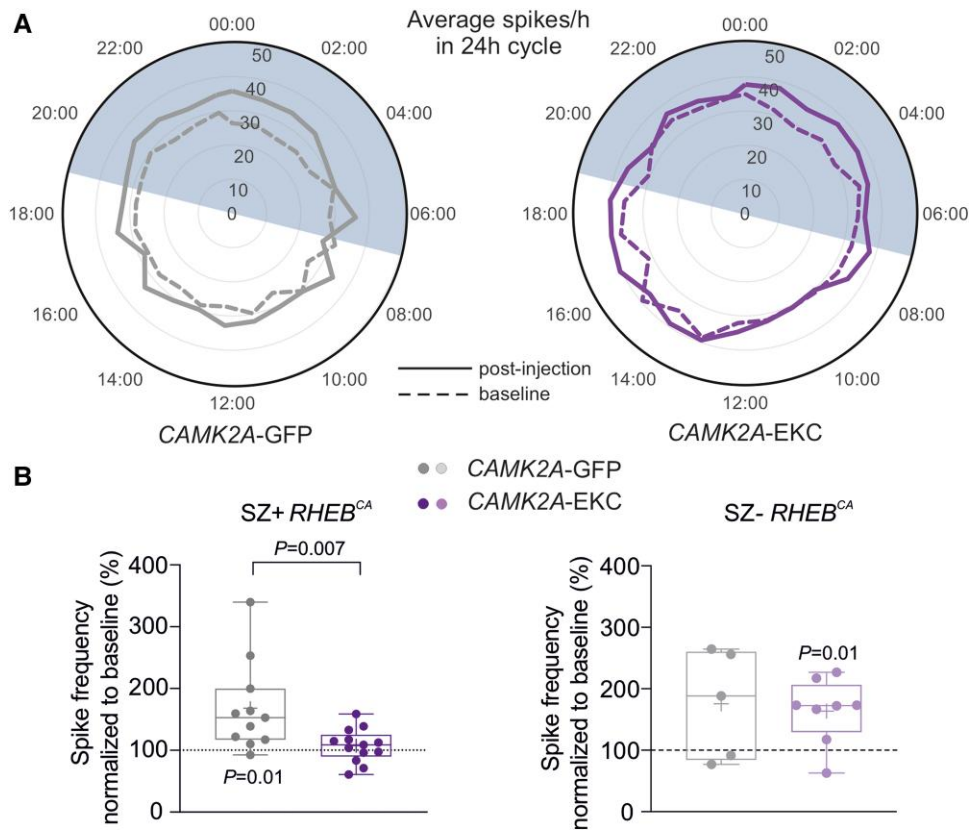 A
Average spikes/h
in 24h cycle
00:00
02:00
04:00
06:00
08:00
10:00
12:00
14:00
16:00
18:00
20:00
22:00
50
40
30
20
10
0
CAMK2A-GFP
00:00
02:00
04:00
06:00
08:00
10:00
12:00
14:00
16:00
18:00
20:00
22:00
50
40
30
20
10
0
CAMK2A-EKC
post-injection
baseline
B
CAMK2A-GFP
CAMK2A-EKC
SZ+ RHEBCA
P=0.007
Spike frequency
normalized to baseline (%)
400
300
200
100
0
P=0.01
SZ- RHEBCA
Spike frequency
normalized to baseline (%)
400
300
200
100
0
P=0.01